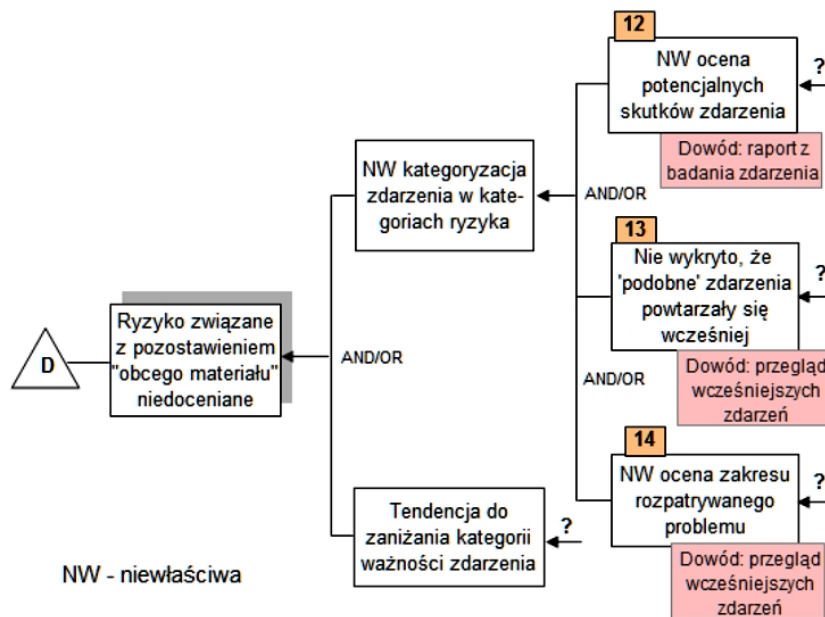 12
NW ocena
potencjalnych
skutków zdarzenia
?
Dowód: raport z
badania zdarzenia
NW kategoryzacja
zdarzenia w kate-
goriach ryzyka
AND/OR
13
Nie wykryto, że
'podobne' zdarzenia
powtarzały się
wcześniej
?
Dowód: przegląd
wcześniejszych
zdarzeń
D
Ryzyko związane
z pozostawieniem
"obcego materiału"
niedoceniane
AND/OR
AND/OR
14
NW ocena zakresu
rozpatrywanego
problemu
?
Dowód: przegląd
wcześniejszych
zdarzeń
Tendencja do
zaniżania kategorii
ważności zdarzenia
?
NW - niewłaściwa